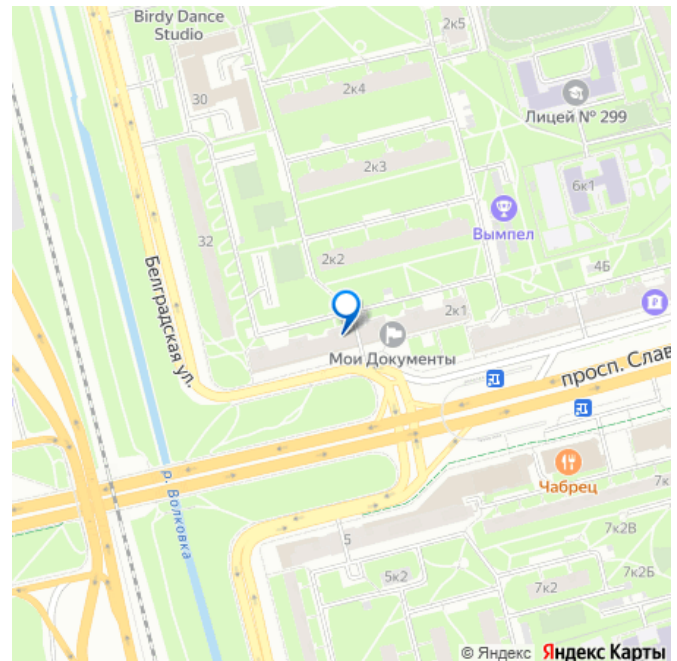 Birdy Dance
Studio
2к5
30
2к4
Лицей № 299
2к3
6к1
Вымпел
32
2к2
4Б
Белградская ул.
2к1
Мои Документы
просп. Слав
р. Волковка
Чабрец
7к
5
7к2В
5к2
7к2
7к2Б
© Яндекс Яндекс Карты